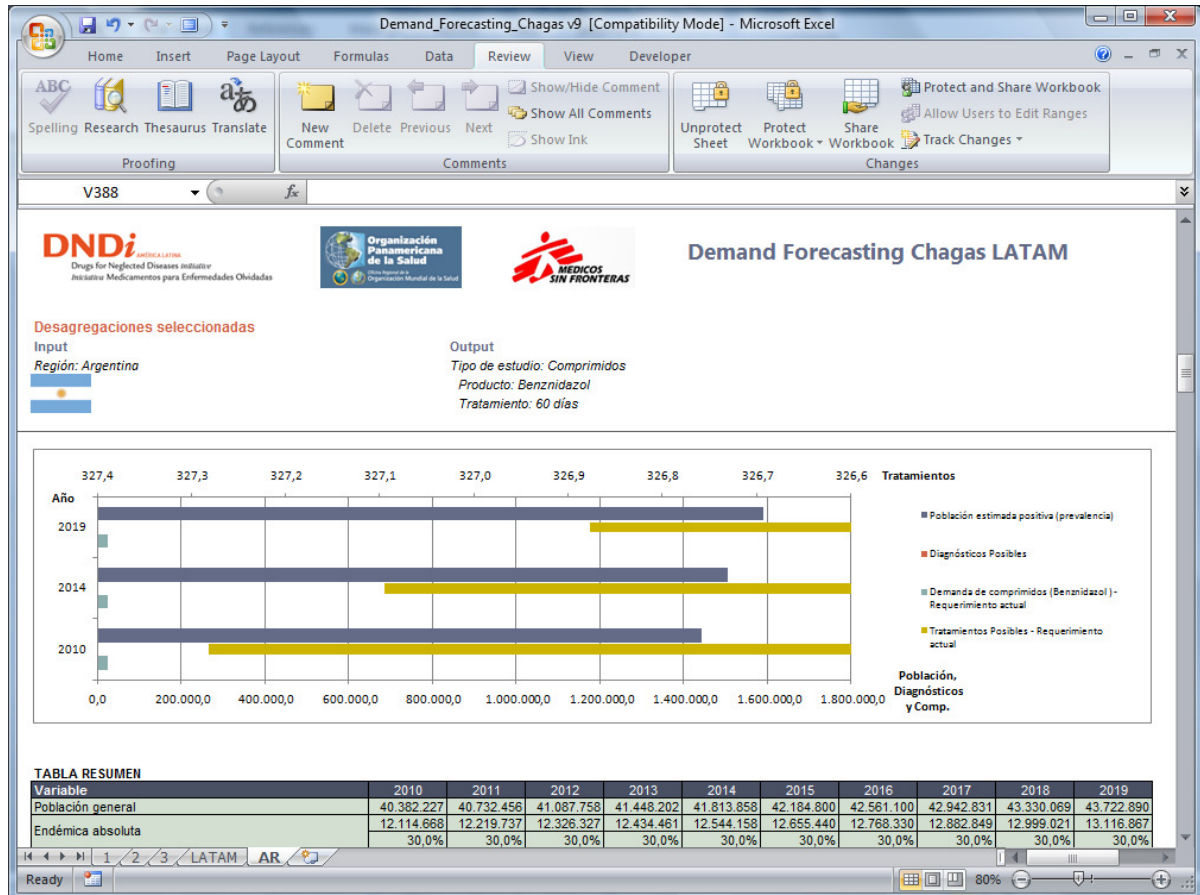 Demand_Forecasting_Chagas v9 [Compatibility Mode] - Microsoft Excel
Home Insert Page Layout Formulas Data Review View Developer
ABC
Spelling Research Thesaurus Translate
New Comment Delete Previous Next
Show/Hide Comment
Show All Comments
Show Ink
Unprotect Sheet Protect Workbook Share Workbook
Protect and Share Workbook
Allow Users to Edit Ranges
Track Changes
Proofing Comments Changes
V388 fx
DNDi AMÉRICA LATINA
Drugs for Neglected Diseases initiative
Iniciativa Medicamentos para Enfermedades Olvidadas
Organización
Panamericana
de la Salud
Oficina Regional de la
Organización Mundial de la Salud
MEDICOS
SIN FRONTERAS
Demand Forecasting Chagas LATAM
Desagregaciones seleccionadas
Input Output
Región: Argentina Tipo de estudio: Comprimidos
Producto: Benznidazol
Tratamiento: 60 días
327,4 327,3 327,2 327,1 327,0 326,9 326,8 326,7 326,6 Tratamientos
Año
2019
2014
2010
Población estimada positiva (prevalencia)
Diagnósticos Posibles
Demanda de comprimidos (Benznidazol ) -
Requerimiento actual
Tratamientos Posibles - Requerimiento
actual
0,0 200.000,0 400.000,0 600.000,0 800.000,0 1.000.000,0 1.200.000,0 1.400.000,0 1.600.000,0 1.800.000,0
Población,
Diagnósticos
y Comp.
TABLA RESUMEN
Variable 2010 2011 2012 2013 2014 2015 2016 2017 2018 2019
Población general 40.382.227 40.732.456 41.087.758 41.448.202 41.813.858 42.184.800 42.561.100 42.942.831 43.330.069 43.722.890
Endémica absoluta 12.114.668 12.219.737 12.326.327 12.434.461 12.544.158 12.655.440 12.768.330 12.882.849 12.999.021 13.116.867
30,0% 30,0% 30,0% 30,0% 30,0% 30,0% 30,0% 30,0% 30,0% 30,0%
1 2 3 LATAM AR
Ready 80%